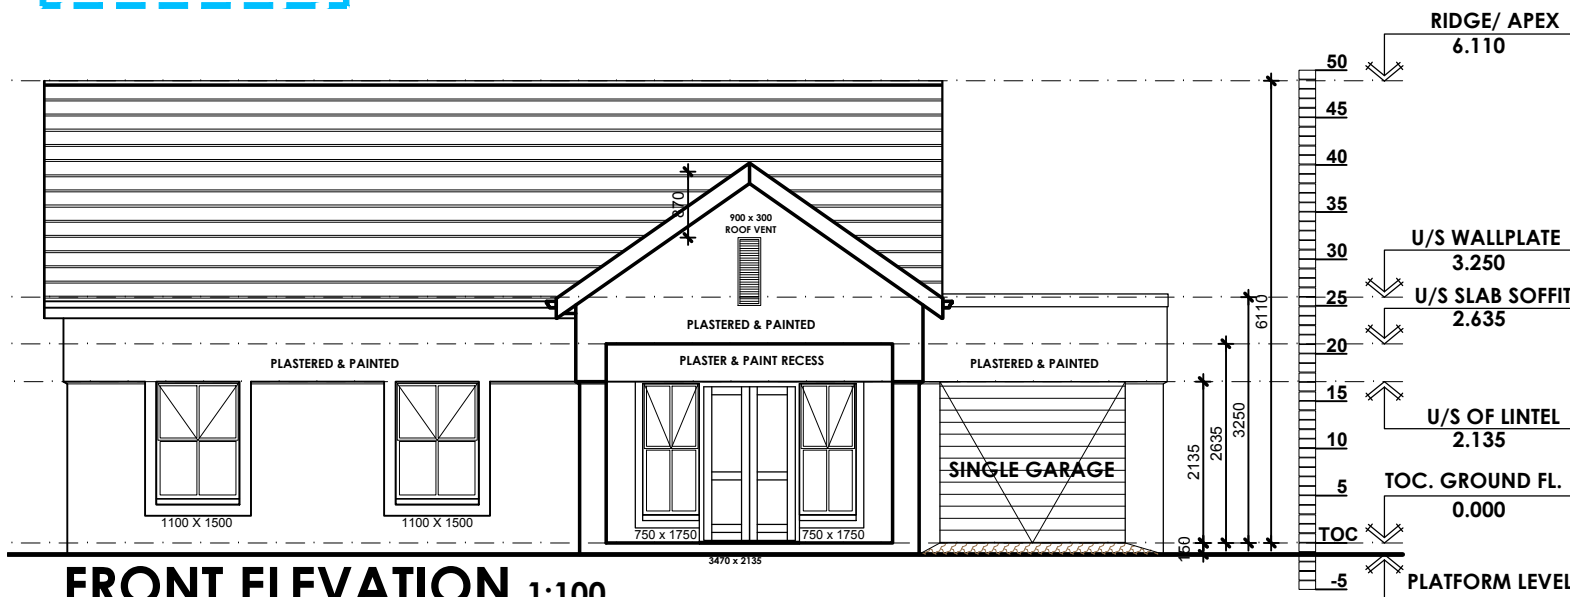 RIDGE/ APEX
6.110
50
45
40
35
30
25
20
15
10
5
TOC
-5
870
900 x 300
ROOF VENT
6110
U/S WALLPLATE
3.250
U/S SLAB SOFFIT
2.635
PLASTERED & PAINTED
PLASTERED & PAINTED
PLASTER & PAINT RECESS
PLASTERED & PAINTED
2135
2635
3250
U/S OF LINTEL
2.135
SINGLE GARAGE
TOC. GROUND FL.
0.000
1100 X 1500
1100 X 1500
750 x 1750
750 x 1750
3470 x 2135
150
FRONT ELEVATION 1:100
PLATFORM LEVEL